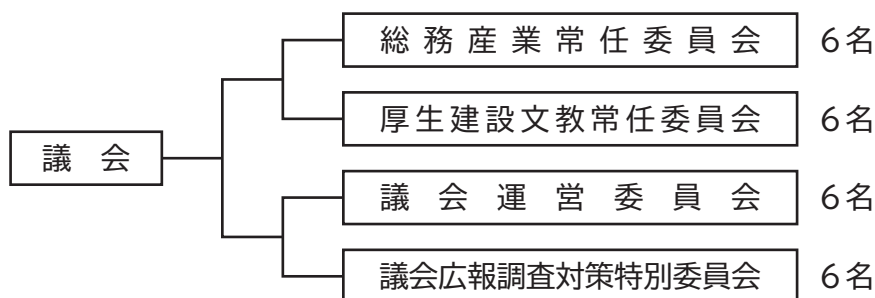 総務産業常任委員会 6名
厚生建設文教常任委員会 6名
議会
議会運営委員会 6名
議会広報調査対策特別委員会 6名